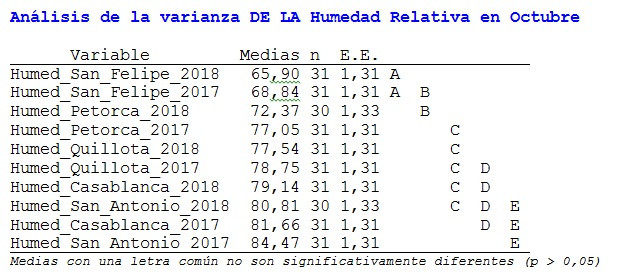 Análisis de la varianza DE LA Humedad Relativa en Octubre
Variable Medias n E.E.
Humed_San_Felipe_2018 65,90 31 1,31 A
Humed_San_Felipe_2017 68,84 31 1,31 A B
Humed_Petorca_2018 72,37 30 1,33 B
Humed_Petorca_2017 77,05 31 1,31 C
Humed_Quillota_2018 77,54 31 1,31 C
Humed_Quillota_2017 78,75 31 1,31 C D
Humed_Casablanca_2018 79,14 31 1,31 C D
Humed_San_Antonio_2018 80,81 30 1,33 C D E
Humed_Casablanca_2017 81,66 31 1,31 D E
Humed_San_Antonio_2017 84,47 31 1,31 E
Medias con una letra común no son significativamente diferentes (p > 0,05)